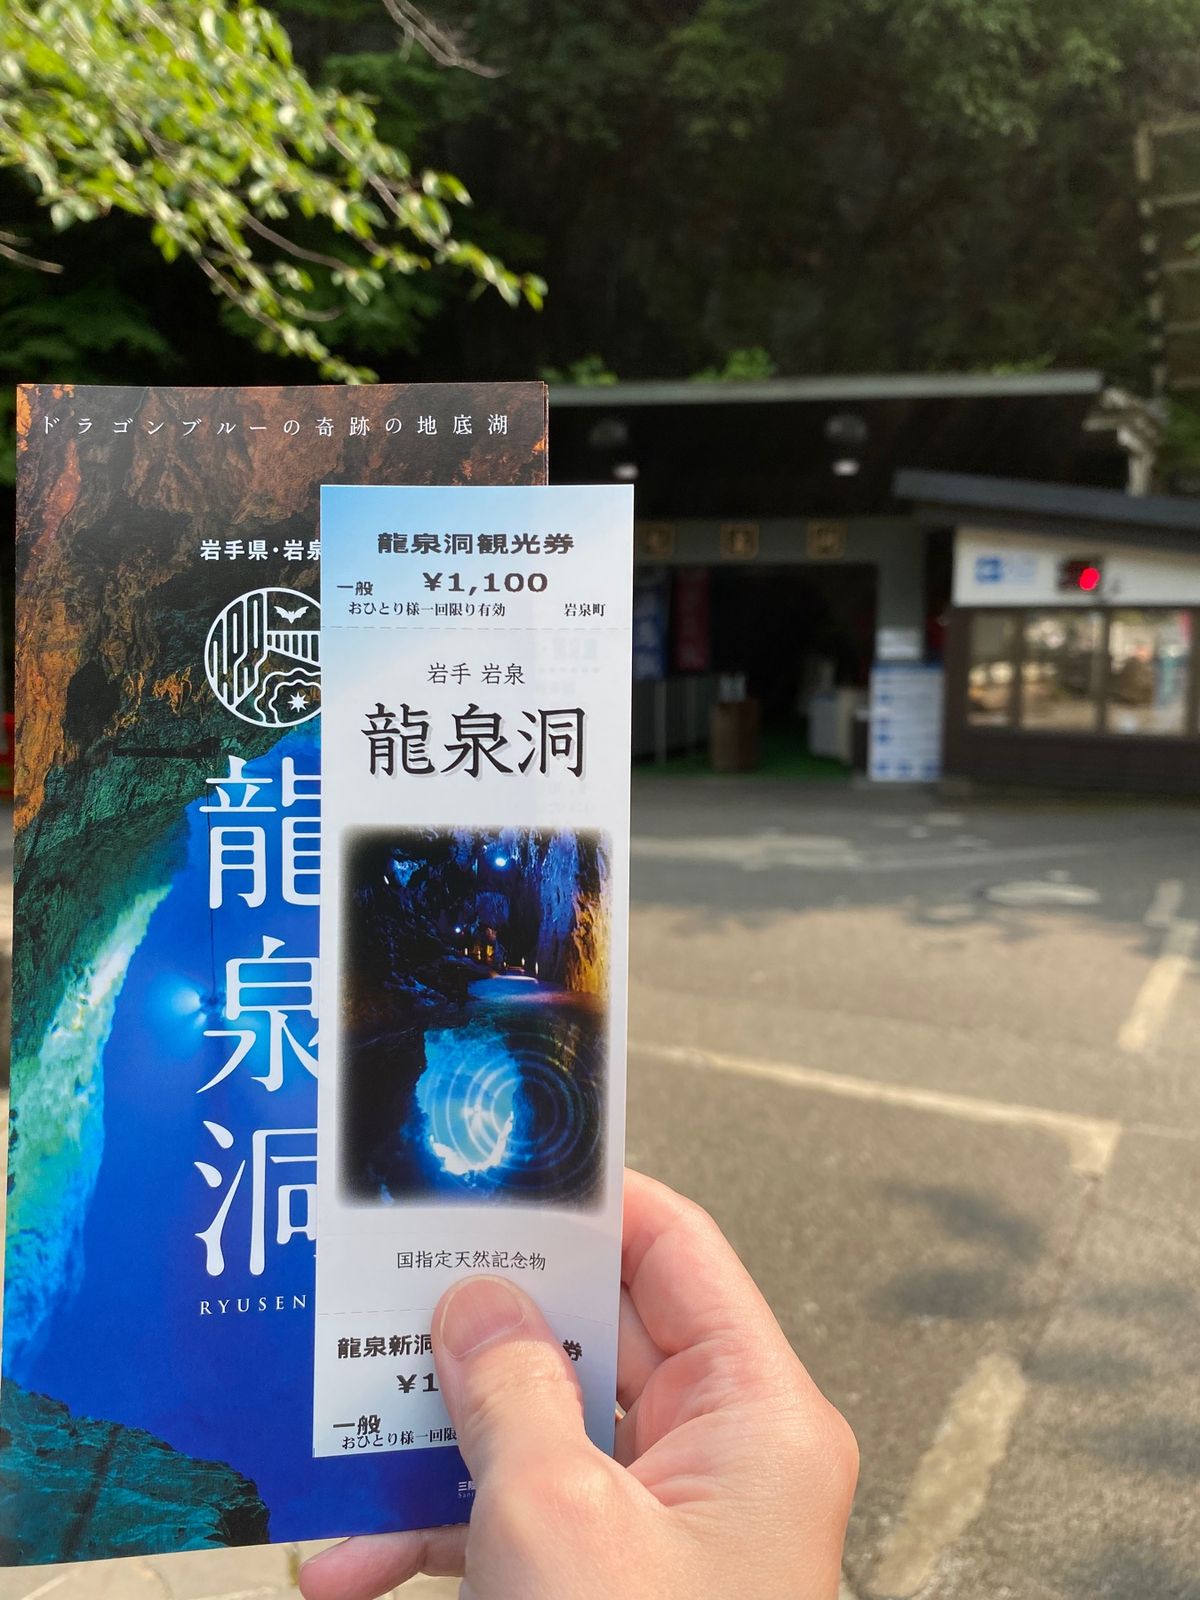 ドラゴンブルーの奇跡の地底湖
岩手県・岩泉
龍泉洞
RYUSEN
龍泉洞観光券
一般 ¥1,100
おひとり様一回限り有効 岩泉町
岩手 岩泉
龍泉洞
国指定天然記念物
龍泉新洞 券
¥1
一般
おひとり様一回限